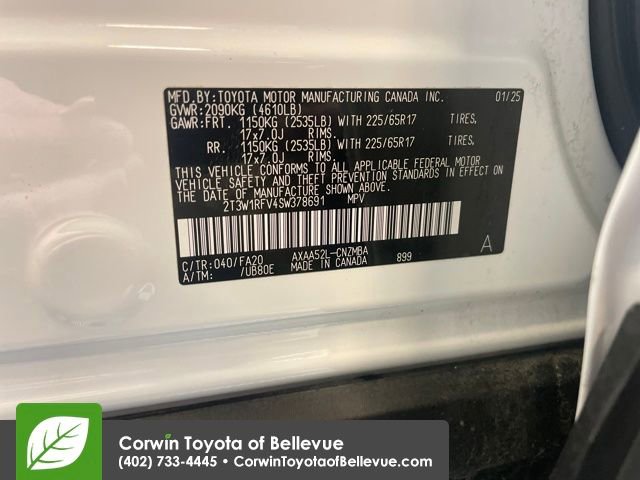 MFD.BY:TOYOTA MOTOR MANUFACTURING CANADA INC. 01/25
GVWR:2090KG (4610LB)
GAWR:FRT. 1150KG (2535LB) WITH 225/65R17 TIRES.
17x7.0J RIMS.
RR. 1150KG (2535LB) WITH 225/65R17 TIRES.
17x7.0J RIMS.
THIS VEHICLE CONFORMS TO ALL APPLICABLE FEDERAL MOTOR
VEHICLE SAFETY AND THEFT PREVENTION STANDARDS IN EFFECT ON
THE DATE OF MANUFACTURE SHOWN ABOVE.
2T3W1RFV4SW378691 MPV
A
C/TR:040/FA20 AXAA52L-CNZMBA 899
A/TM: /UB80E MADE IN CANADA
Corwin Toyota of Bellevue
(402) 733-4445 • CorwinToyotaofBellevue.com